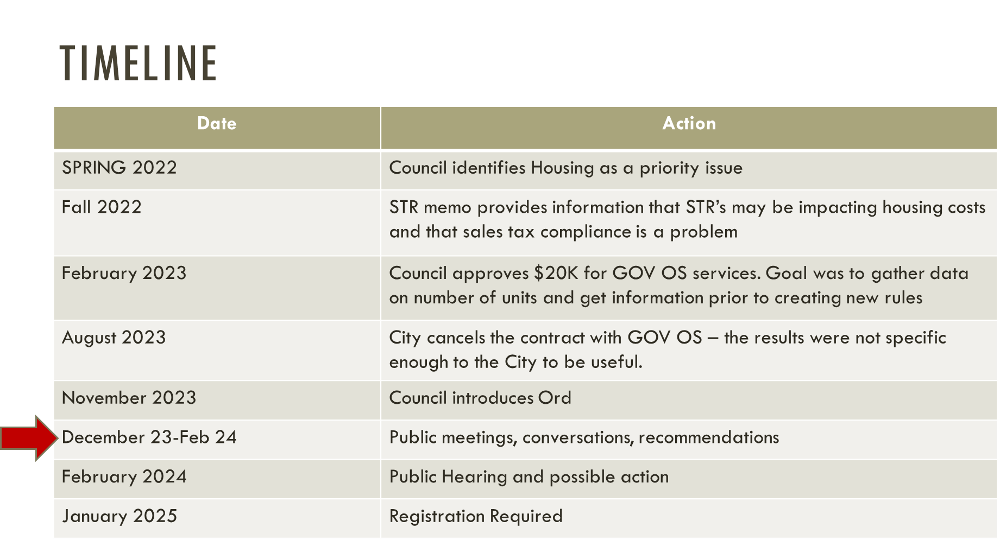 TIMELINE
Date Action
SPRING 2022 Council identifies Housing as a priority issue
Fall 2022 STR memo provides information that STR’s may be impacting housing costs
and that sales tax compliance is a problem
February 2023 Council approves $20K for GOV OS services. Goal was to gather data
on number of units and get information prior to creating new rules
August 2023 City cancels the contract with GOV OS – the results were not specific
enough to the City to be useful.
November 2023 Council introduces Ord
December 23-Feb 24 Public meetings, conversations, recommendations
February 2024 Public Hearing and possible action
January 2025 Registration Required